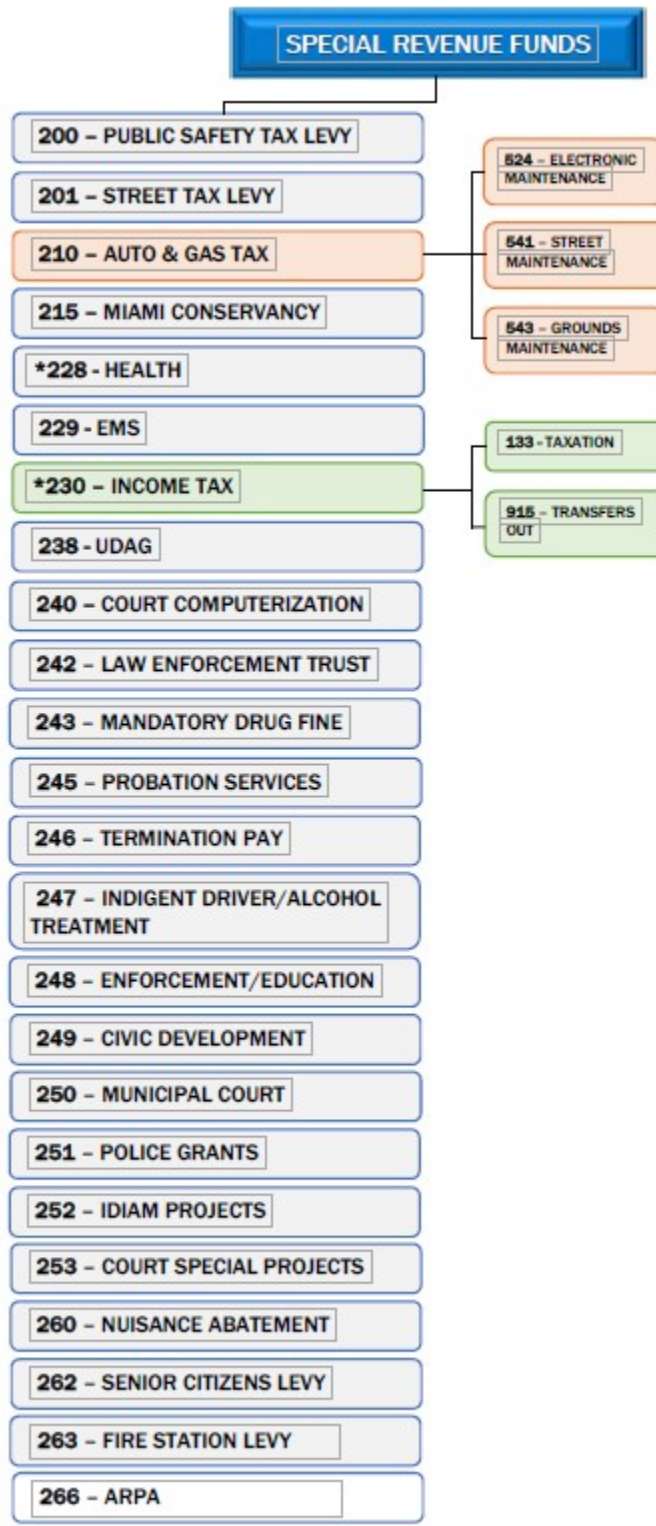 SPECIAL REVENUE FUNDS
200 – PUBLIC SAFETY TAX LEVY
201 – STREET TAX LEVY
210 – AUTO & GAS TAX
524 – ELECTRONIC
MAINTENANCE
541 – STREET
MAINTENANCE
543 – GROUNDS
MAINTENANCE
215 – MIAMI CONSERVANCY
*228 - HEALTH
229 - EMS
*230 – INCOME TAX
133 - TAXATION
915 – TRANSFERS
OUT
238 - UDAG
240 – COURT COMPUTERIZATION
242 – LAW ENFORCEMENT TRUST
243 – MANDATORY DRUG FINE
245 – PROBATION SERVICES
246 – TERMINATION PAY
247 – INDIGENT DRIVER/ALCOHOL
TREATMENT
248 – ENFORCEMENT/EDUCATION
249 – CIVIC DEVELOPMENT
250 – MUNICIPAL COURT
251 – POLICE GRANTS
252 – IDIAM PROJECTS
253 – COURT SPECIAL PROJECTS
260 – NUISANCE ABATEMENT
262 – SENIOR CITIZENS LEVY
263 – FIRE STATION LEVY
266 – ARPA